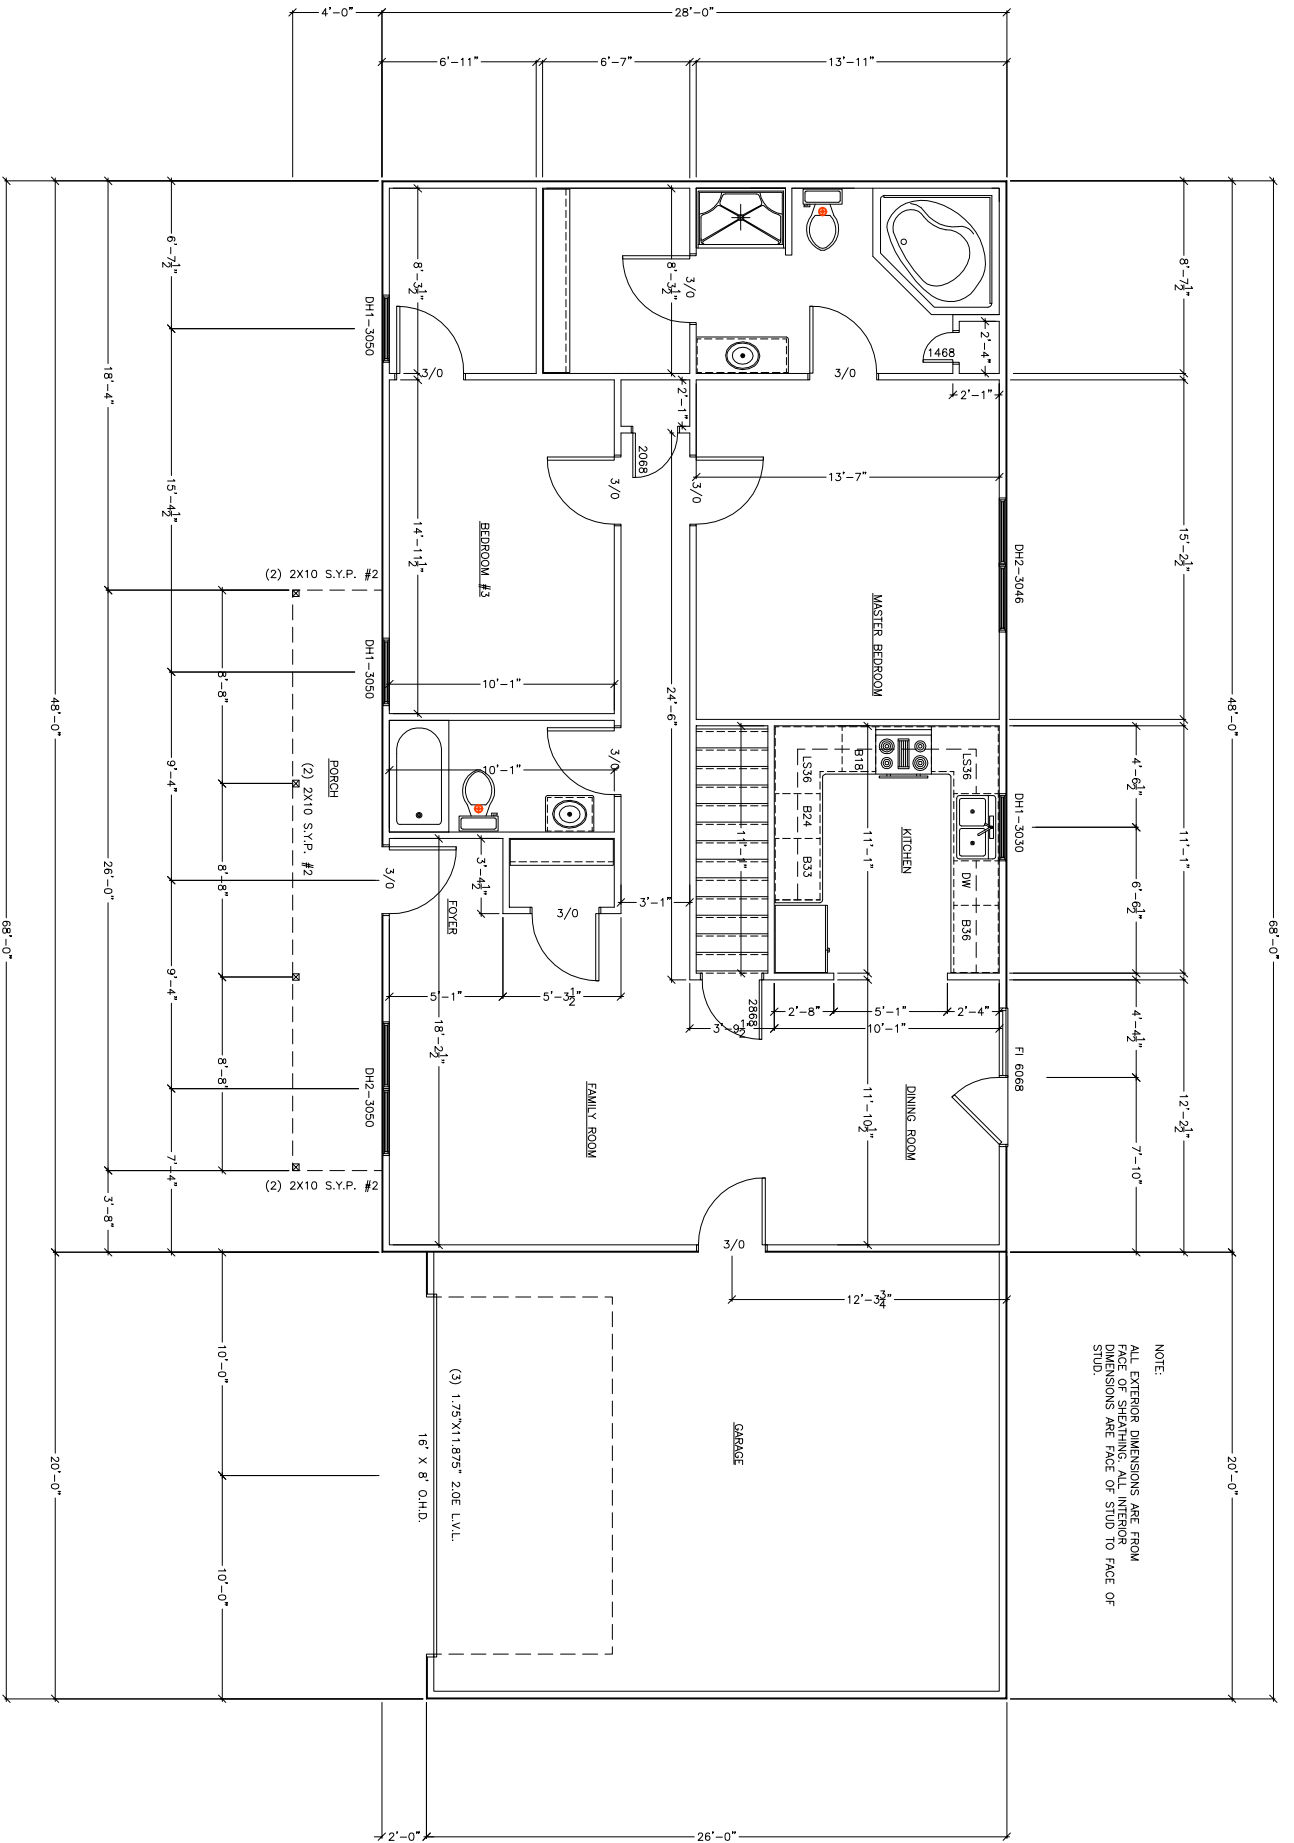 4'-0"
28'-0"
6'-11"
6'-7"
13'-11"
68'-0"
48'-0"
20'-0"
8'-7½"
15'-2½"
11'-1"
12'-2½"
4'-6½"
6'-6½"
4'-4½"
7'-10"
NOTE:
ALL EXTERIOR DIMENSIONS ARE FROM
FACE OF SHEATHING. ALL INTERIOR
DIMENSIONS ARE FACE OF STUD TO FACE OF
STUD.
DH2-3046
DH1-3030
FI 6068
2'-4"
1468
2'-1"
3/0
3/0
8'-3½"
8'-3½"
3/0
2'-1"
2068
3/0
3/0
13'-7"
MASTER BEDROOM
BEDROOM #3
14'-11½"
10'-1"
24'-6"
LS36
B18
LS36
B24
B33
DW
B36
KITCHEN
11'-1"
11'-1"
3/0
10'-1"
3'-4½"
3/0
3'-1"
FOYER
3/0
5'-1"
5'-3½"
2868
3'-9½"
2'-8"
5'-1"
2'-4"
10'-1"
18'-2½"
11'-10½"
DINING ROOM
FAMILY ROOM
3/0
12'-3¾"
GARAGE
(3) 1.75"X11.875" 2.0E L.V.L.
16' X 8' O.H.D.
DH1-3050
DH1-3050
DH2-3050
(2) 2X10 S.Y.P. #2
PORCH
(2) 2X10 S.Y.P. #2
(2) 2X10 S.Y.P. #2
8'-8"
8'-8"
8'-8"
10'-0"
10'-0"
6'-7½"
15'-4½"
9'-4"
9'-4"
7'-4"
18'-4"
26'-0"
3'-8"
48'-0"
20'-0"
68'-0"
2'-0"
26'-0"